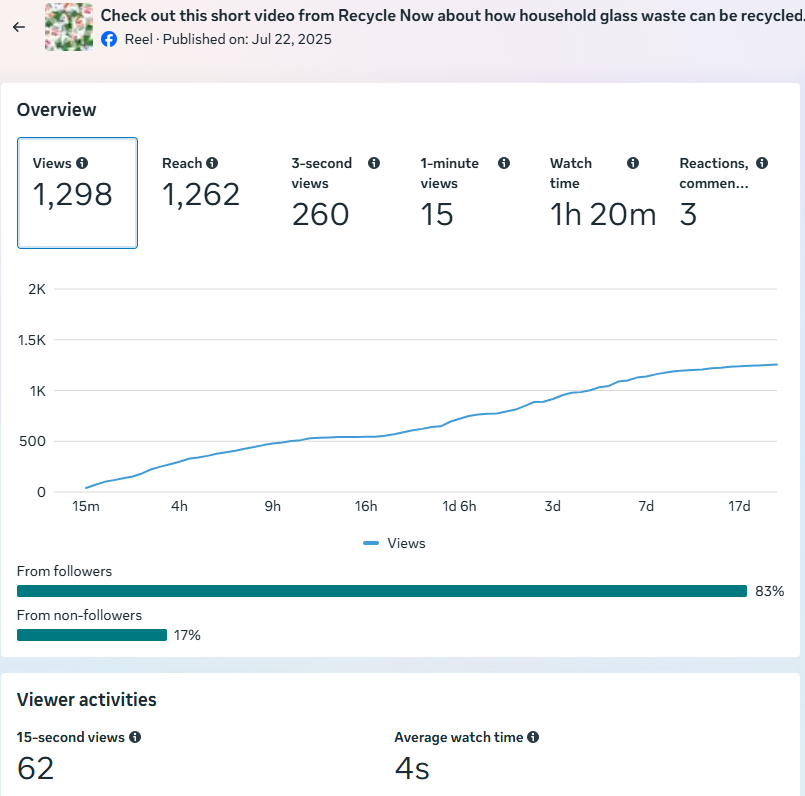 Check out this short video from Recycle Now about how household glass waste can be recycled.
Reel · Published on: Jul 22, 2025
Overview
Views
1,298
Reach
1,262
3-second
views
260
1-minute
views
15
Watch
time
1h 20m
Reactions,
commen...
3
2K
1.5K
1K
500
0
15m 4h 9h 16h 1d 6h 3d 7d 17d
Views
From followers
83%
From non-followers
17%
Viewer activities
15-second views
62
Average watch time
4s